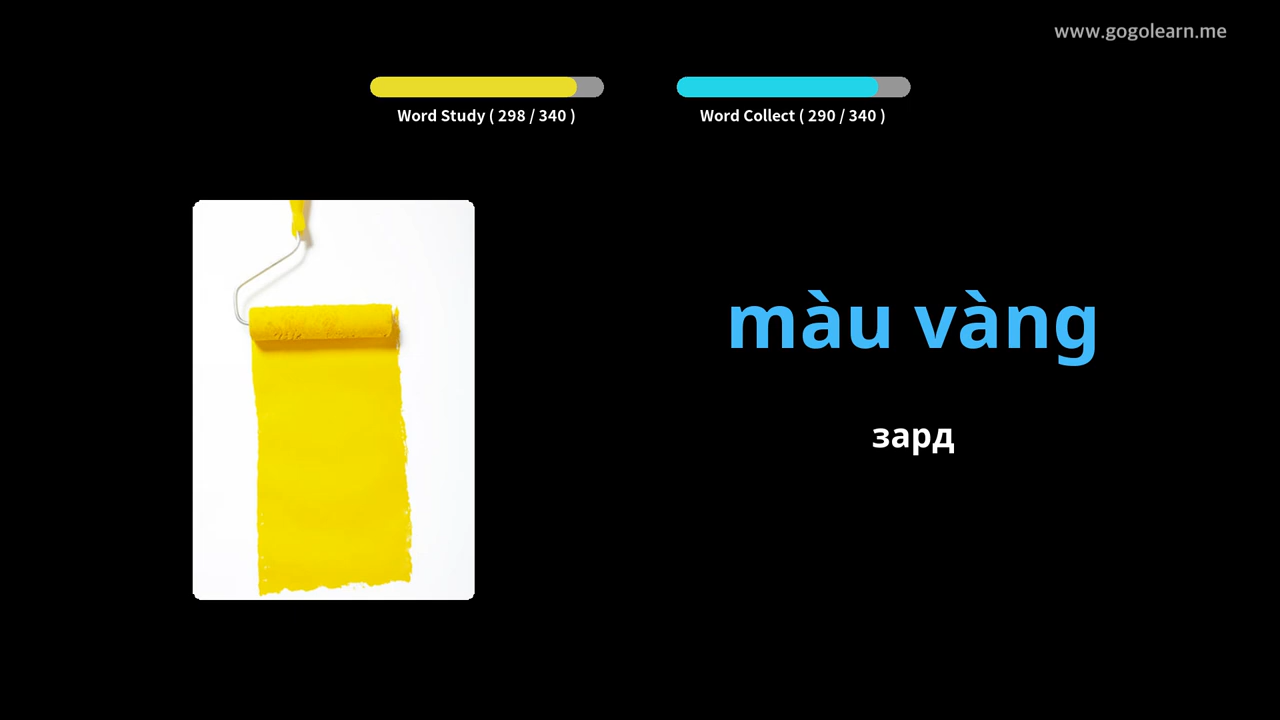 www.gogolearn.me
Word Study ( 298 / 340 )
Word Collect ( 290 / 340 )
màu vàng
зард